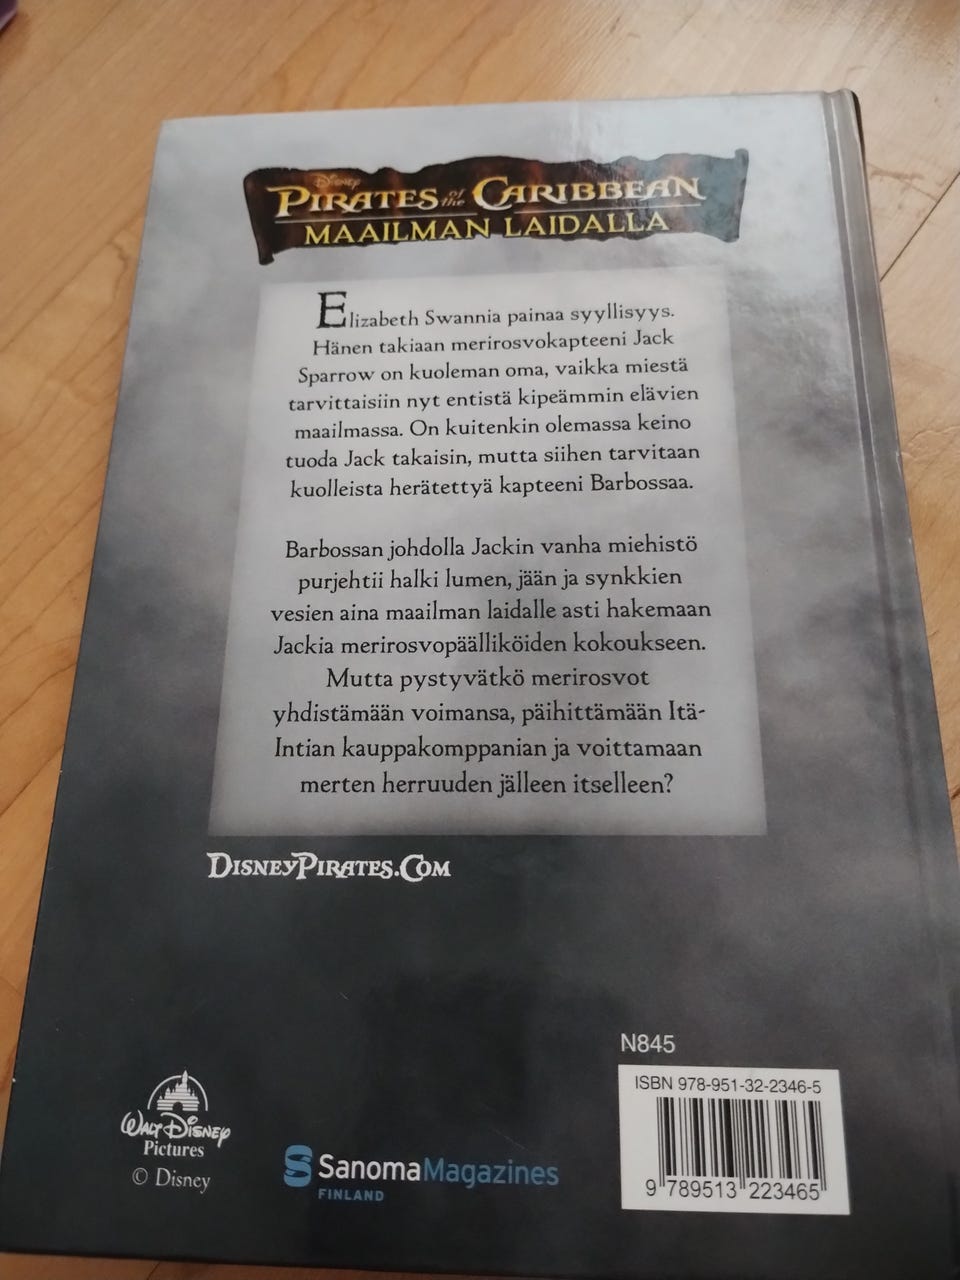 Disney
PIRATES of the CARIBBEAN
MAAILMAN LAIDALLA
Elizabeth Swannia painaa syyllisyys.
Hänen takiaan merirosvokapteeni Jack
Sparrow on kuoleman oma, vaikka miestä
tarvittaisiin nyt entistä kipeämmin elävien
maailmassa. On kuitenkin olemassa keino
tuoda Jack takaisin, mutta siihen tarvitaan
kuolleista herätettyä kapteeni Barbossaa.
Barbossan johdolla Jackin vanha miehistö
purjehtii halki lumen, jään ja synkkien
vesien aina maailman laidalle asti hakemaan
Jackia merirosvopäälliköiden kokoukseen.
Mutta pystyvätkö merirosvot
yhdistämään voimansa, päihittämään Itä-
Intian kauppakomppanian ja voittamaan
merten herruuden jälleen itselleen?
DISNEYPIRATES.COM
N845
ISBN 978-951-32-2346-5
9 789513 223465
WALT DISNEY
Pictures
© Disney
SanomaMagazines
FINLAND